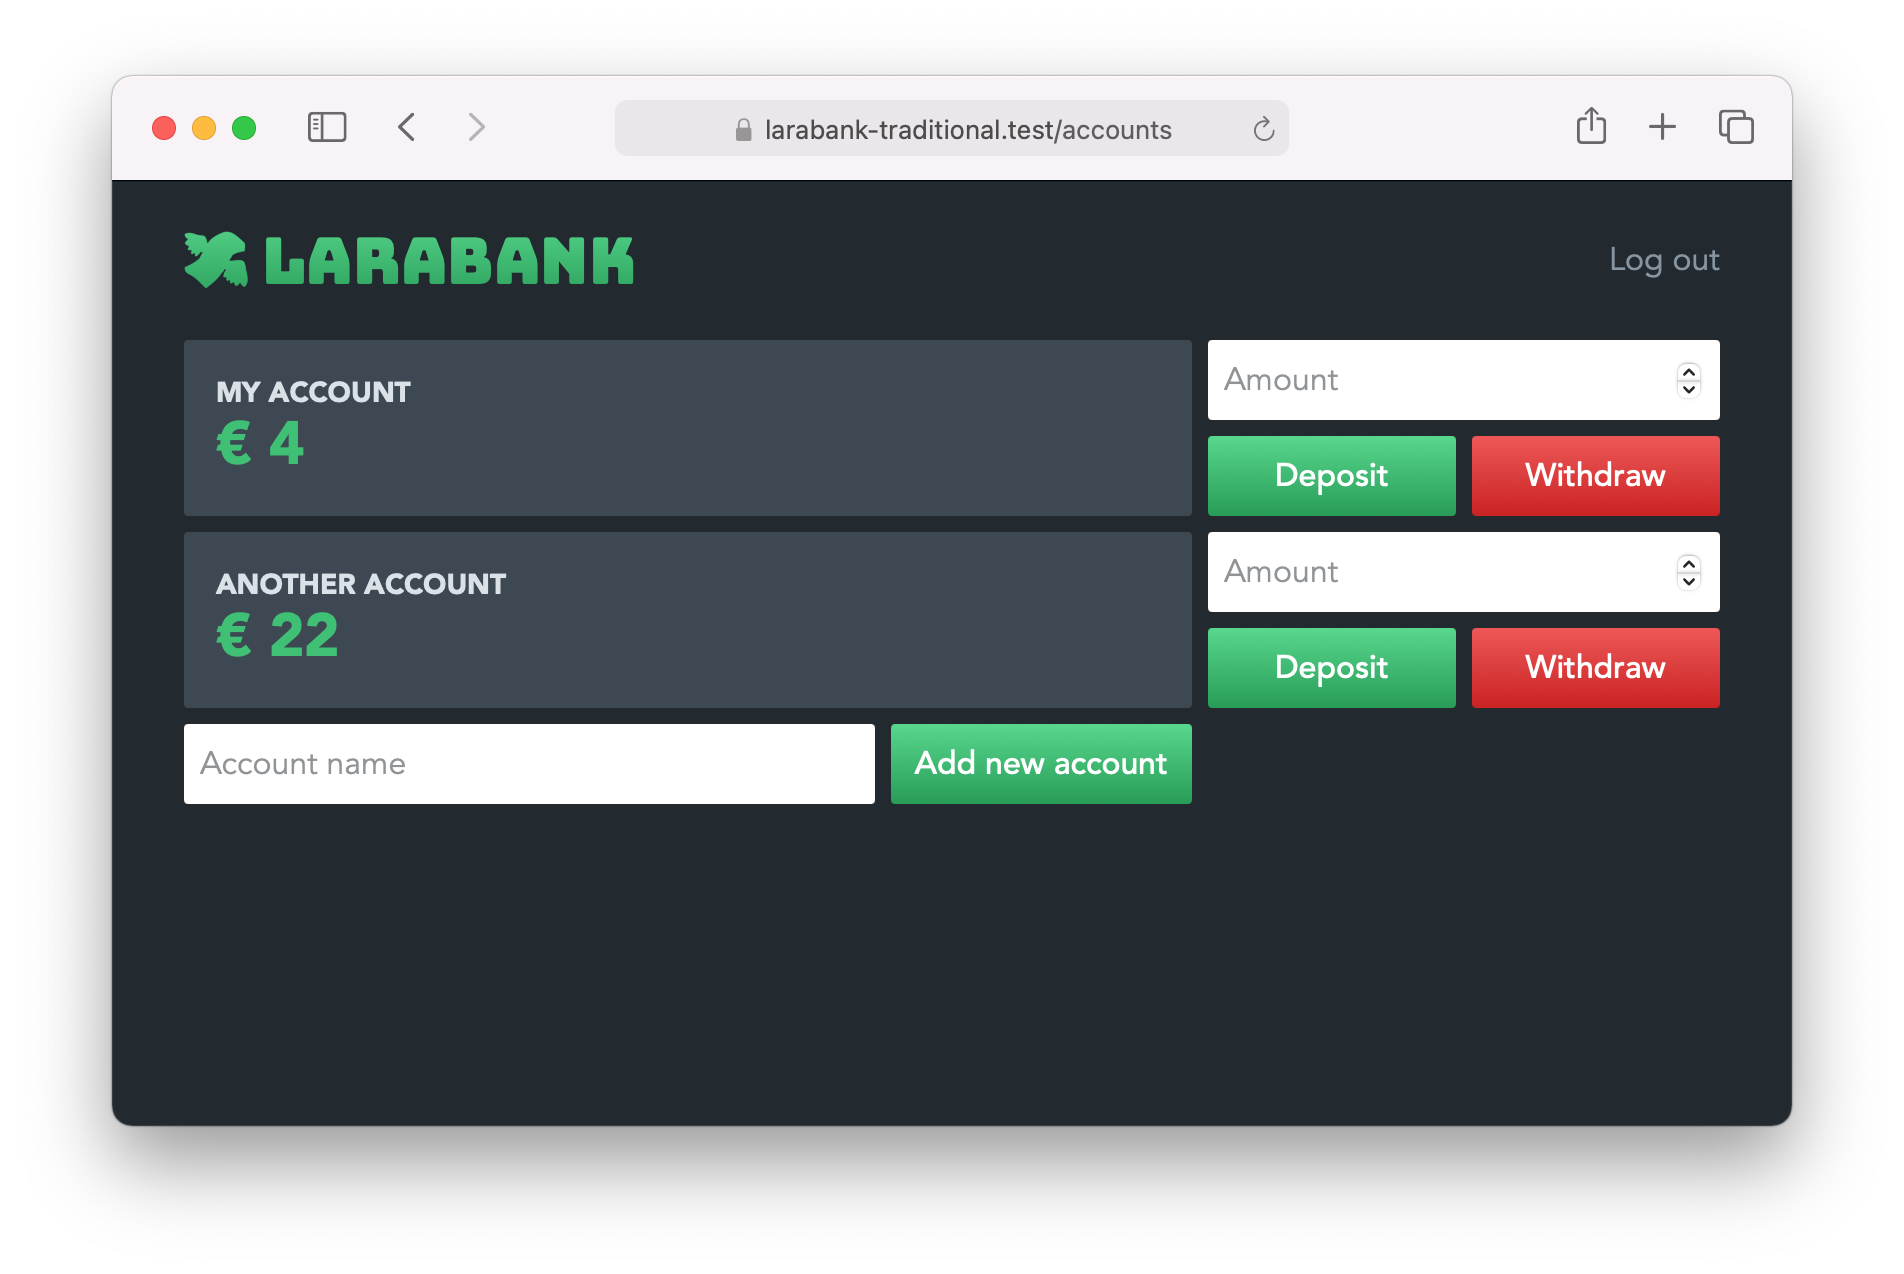 larabank-traditional.test/accounts
LARABANK
Log out
MY ACCOUNT
€ 4
Amount
Deposit
Withdraw
ANOTHER ACCOUNT
€ 22
Amount
Deposit
Withdraw
Account name
Add new account